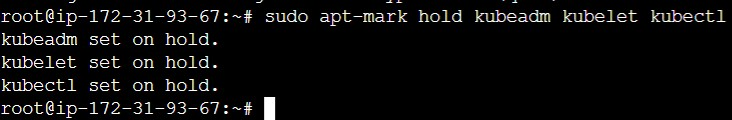 root@ip-172-31-93-67:~# sudo apt-mark hold kubeadm kubelet kubectl
kubeadm set on hold.
kubelet set on hold.
kubectl set on hold.
root@ip-172-31-93-67:~#